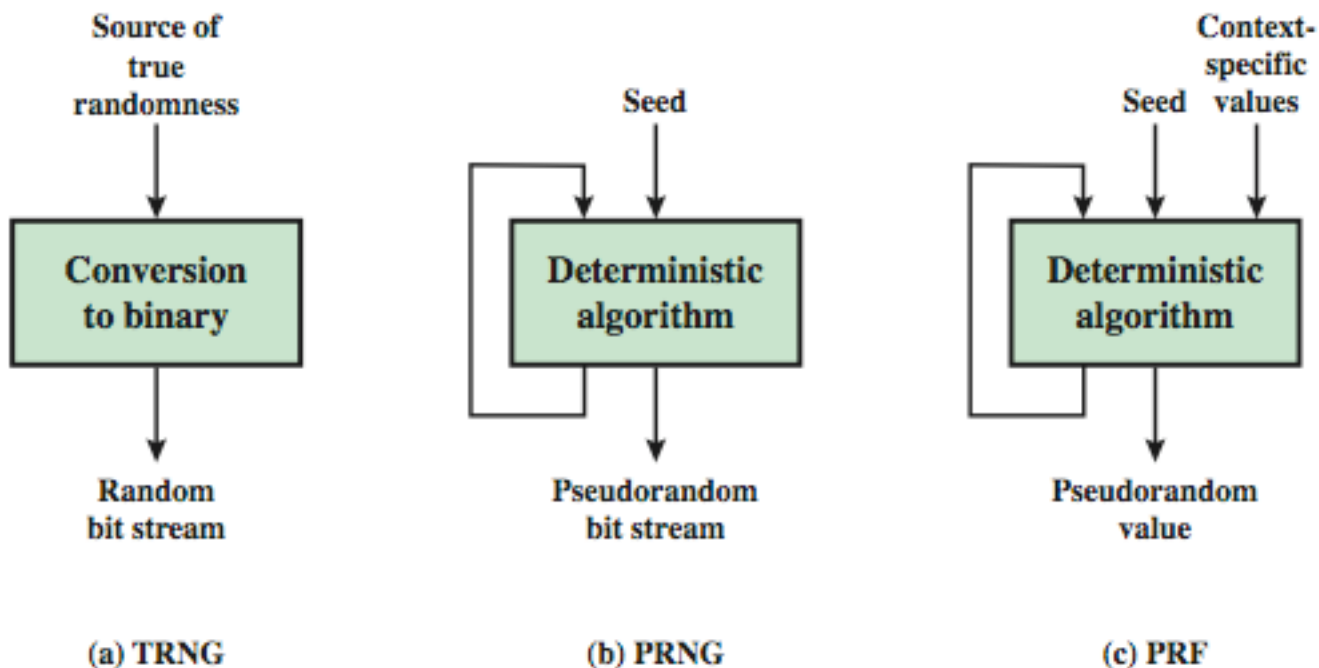 Source of
true
randomness
Conversion
to binary
Random
bit stream
(a) TRNG
Seed
Deterministic
algorithm
Pseudorandom
bit stream
(b) PRNG
Context-
specific
values
Seed
Deterministic
algorithm
Pseudorandom
value
(c) PRF